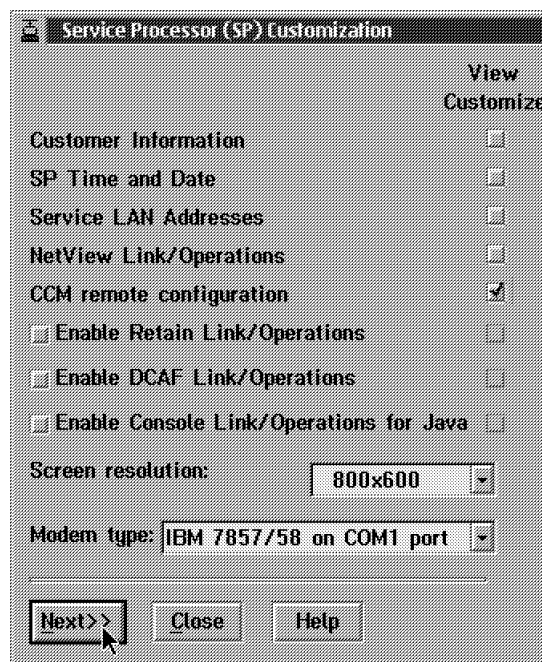 Service Processor (SP) Customization
View
Customize
Customer Information
SP Time and Date
Service LAN Addresses
NetView Link/Operations
CCM remote configuration
Enable Retain Link/Operations
Enable DCAF Link/Operations
Enable Console Link/Operations for Java
Screen resolution: 800x600
Modem type: IBM 7857/58 on COM1 port
Next>> Close Help